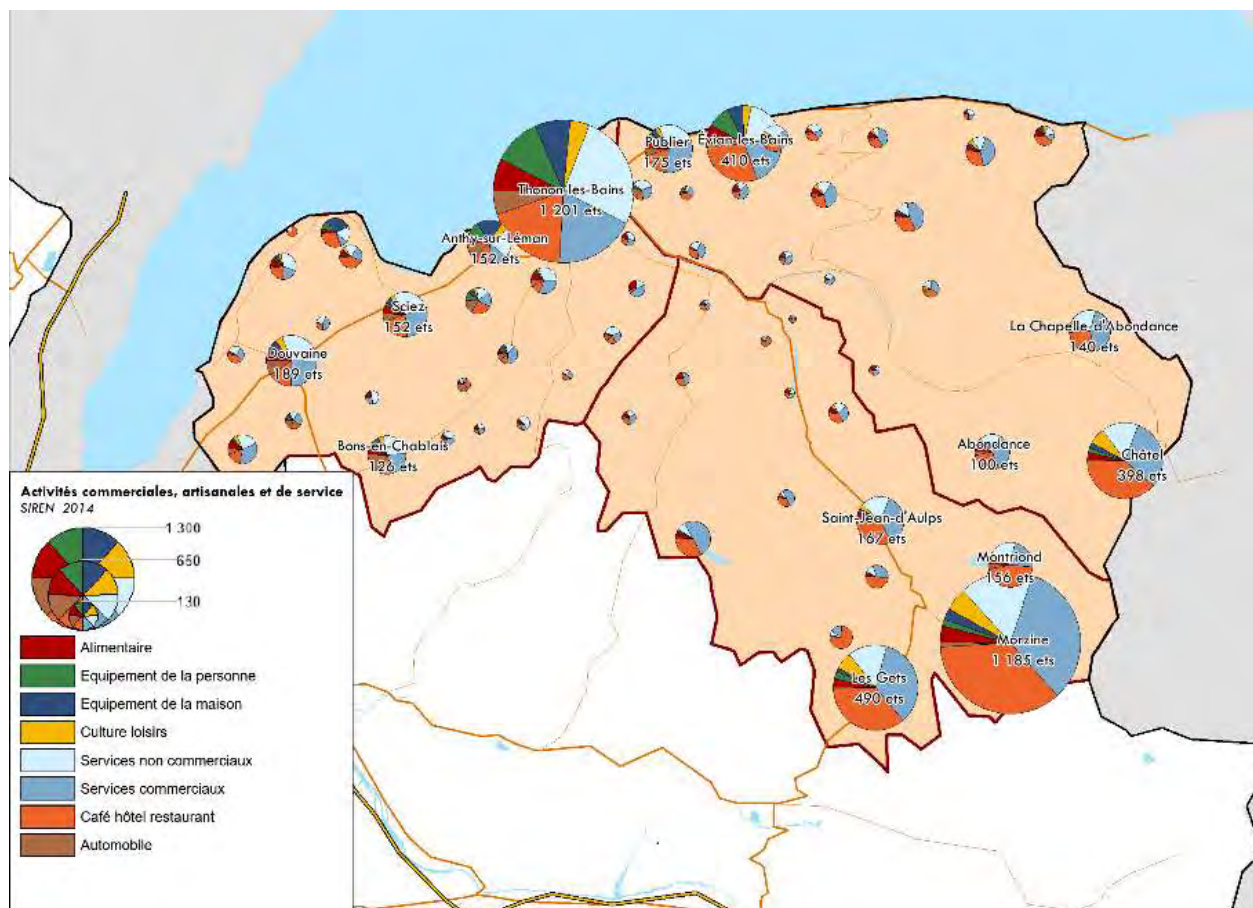 Publier
175 ets
Évian-les-Bains
410 ets
Thonon-les-Bains
1 201 ets
Anthy-sur-Léman
152 ets
Sciez
152 ets
La Chapelle-d'Abondance
140 ets
Douvaine
189 ets
Bons-en-Chablais
126 ets
Abondance
100 ets
Châtel
398 ets
Saint-Jean-d'Aulps
167 ets
Montriond
156 ets
Morzine
1 185 ets
Les Gets
490 ets
Activités commerciales, artisanales et de service
SIREN 2014
1 300
650
130
Alimentaire
Equipement de la personne
Equipement de la maison
Culture loisirs
Services non commerciaux
Services commerciaux
Café hôtel restaurant
Automobile